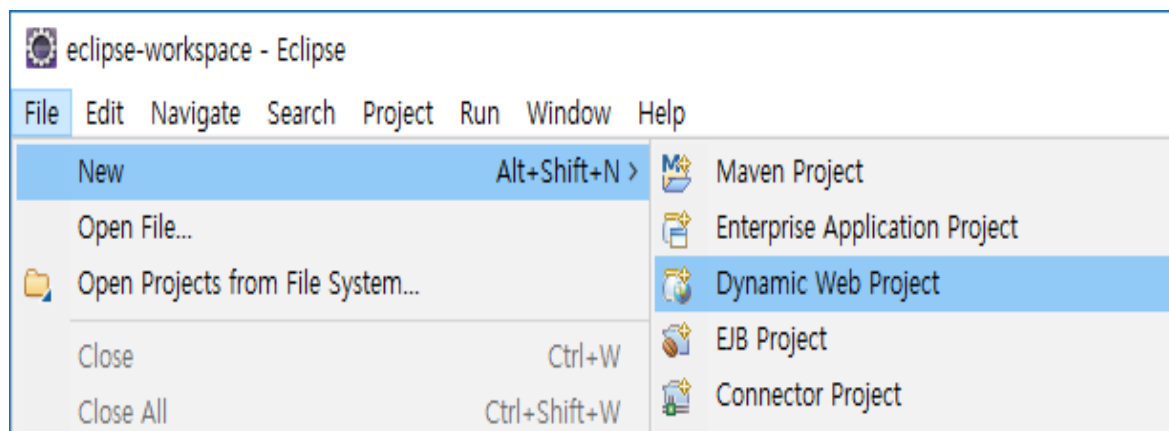 eclipse-workspace - Eclipse
File Edit Navigate Search Project Run Window Help
New Alt+Shift+N >
Maven Project
Open File...
Enterprise Application Project
Open Projects from File System...
Dynamic Web Project
Close Ctrl+W
EJB Project
Close All Ctrl+Shift+W
Connector Project